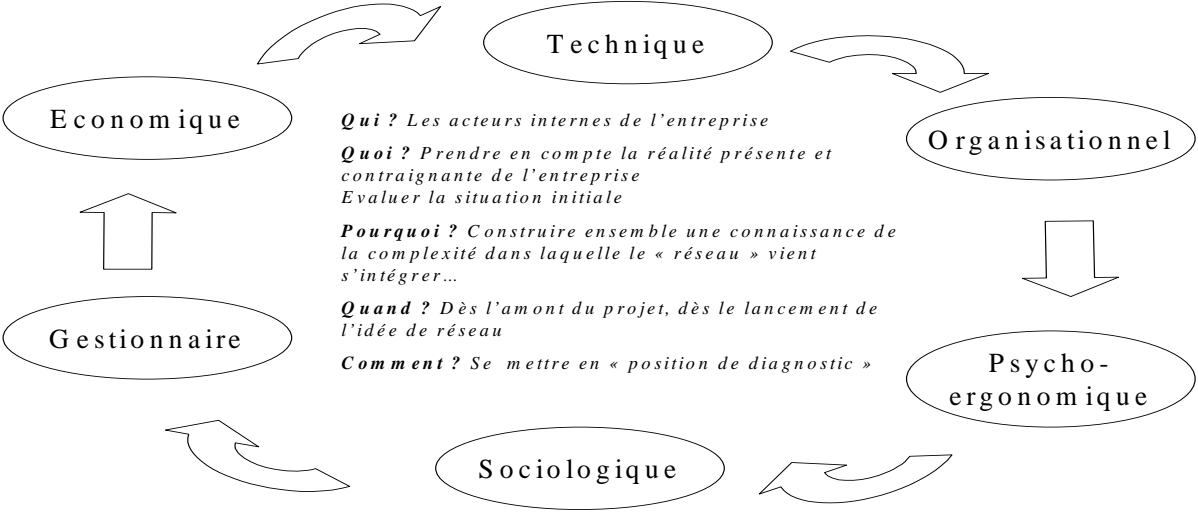 Technique
Economique
Organisationnel
Qui ? Les acteurs internes de l’entreprise
Quoi ? Prendre en compte la réalité présente et
contraignante de l’entreprise
Evaluer la situation initiale
Pourquoi ? Construire ensemble une connaissance de
la complexité dans laquelle le « réseau » vient
s’intégrer…
Quand ? Dès l’amont du projet, dès le lancement de
l’idée de réseau
Comment ? Se mettre en « position de diagnostic »
Gestionnaire
Psycho-
ergonomique
Sociologique